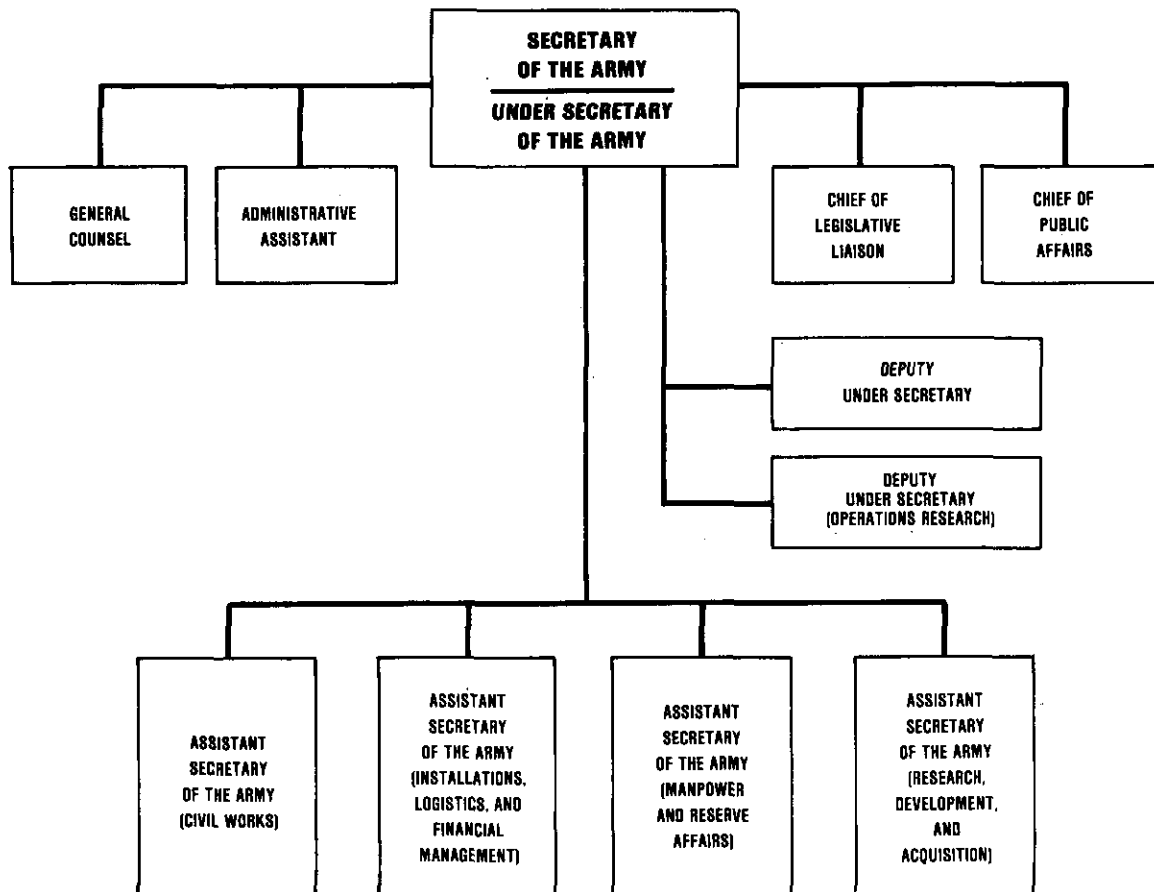 SECRETARY
OF THE ARMY
UNDER SECRETARY
OF THE ARMY
GENERAL
COUNSEL
ADMINISTRATIVE
ASSISTANT
CHIEF OF
LEGISLATIVE
LIAISON
CHIEF OF
PUBLIC
AFFAIRS
DEPUTY
UNDER SECRETARY
DEPUTY
UNDER SECRETARY
(OPERATIONS RESEARCH)
ASSISTANT
SECRETARY
OF THE ARMY
(CIVIL WORKS)
ASSISTANT
SECRETARY
OF THE ARMY
(INSTALLATIONS,
LOGISTICS, AND
FINANCIAL
MANAGEMENT)
ASSISTANT
SECRETARY
OF THE ARMY
(MANPOWER
AND RESERVE
AFFAIRS)
ASSISTANT
SECRETARY
OF THE ARMY
(RESEARCH,
DEVELOPMENT,
AND
ACQUISITION)